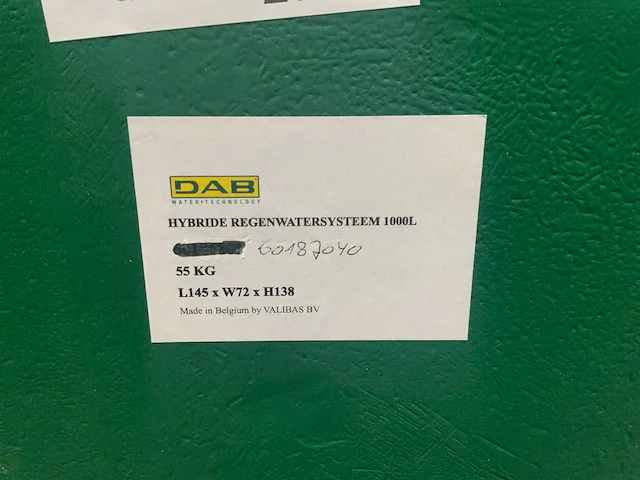 DAB
WATER•TECHNOLOGY
HYBRIDE REGENWATERSYSTEEM 1000L
60187040
55 KG
L145 x W72 x H138
Made in Belgium by VALIBAS BV